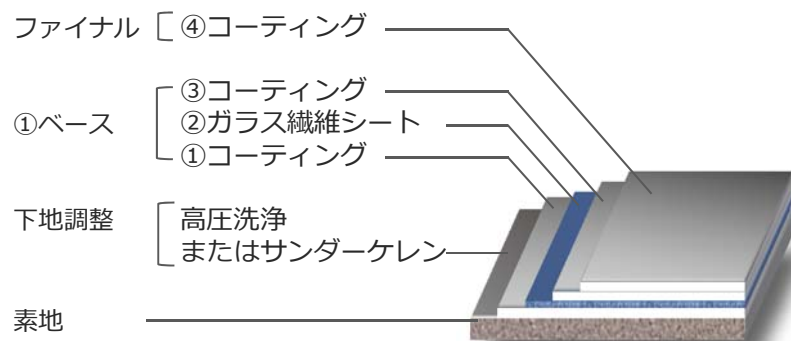 ファイナル ④コーティング
③コーティング
①ベース ②ガラス繊維シート
①コーティング
下地調整 高圧洗浄
またはサンダーケレン
素地